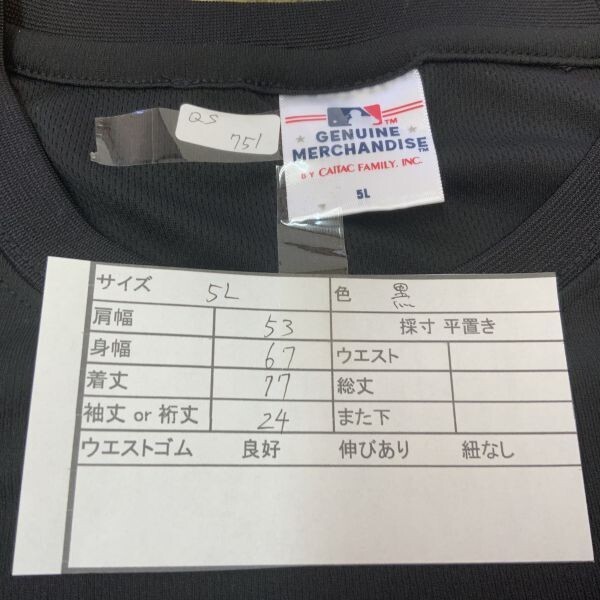 QS
751
TM
GENUINE
MERCHANDISE TM
BY CAITAC FAMILY, INC.
5L
サイズ 5L 色 黒
肩幅 53 採寸 平置き
身幅 67 ウエスト
着丈 77 総丈
袖丈 or 裄丈 24 また下
ウエストゴム 良好 伸びあり 紐なし